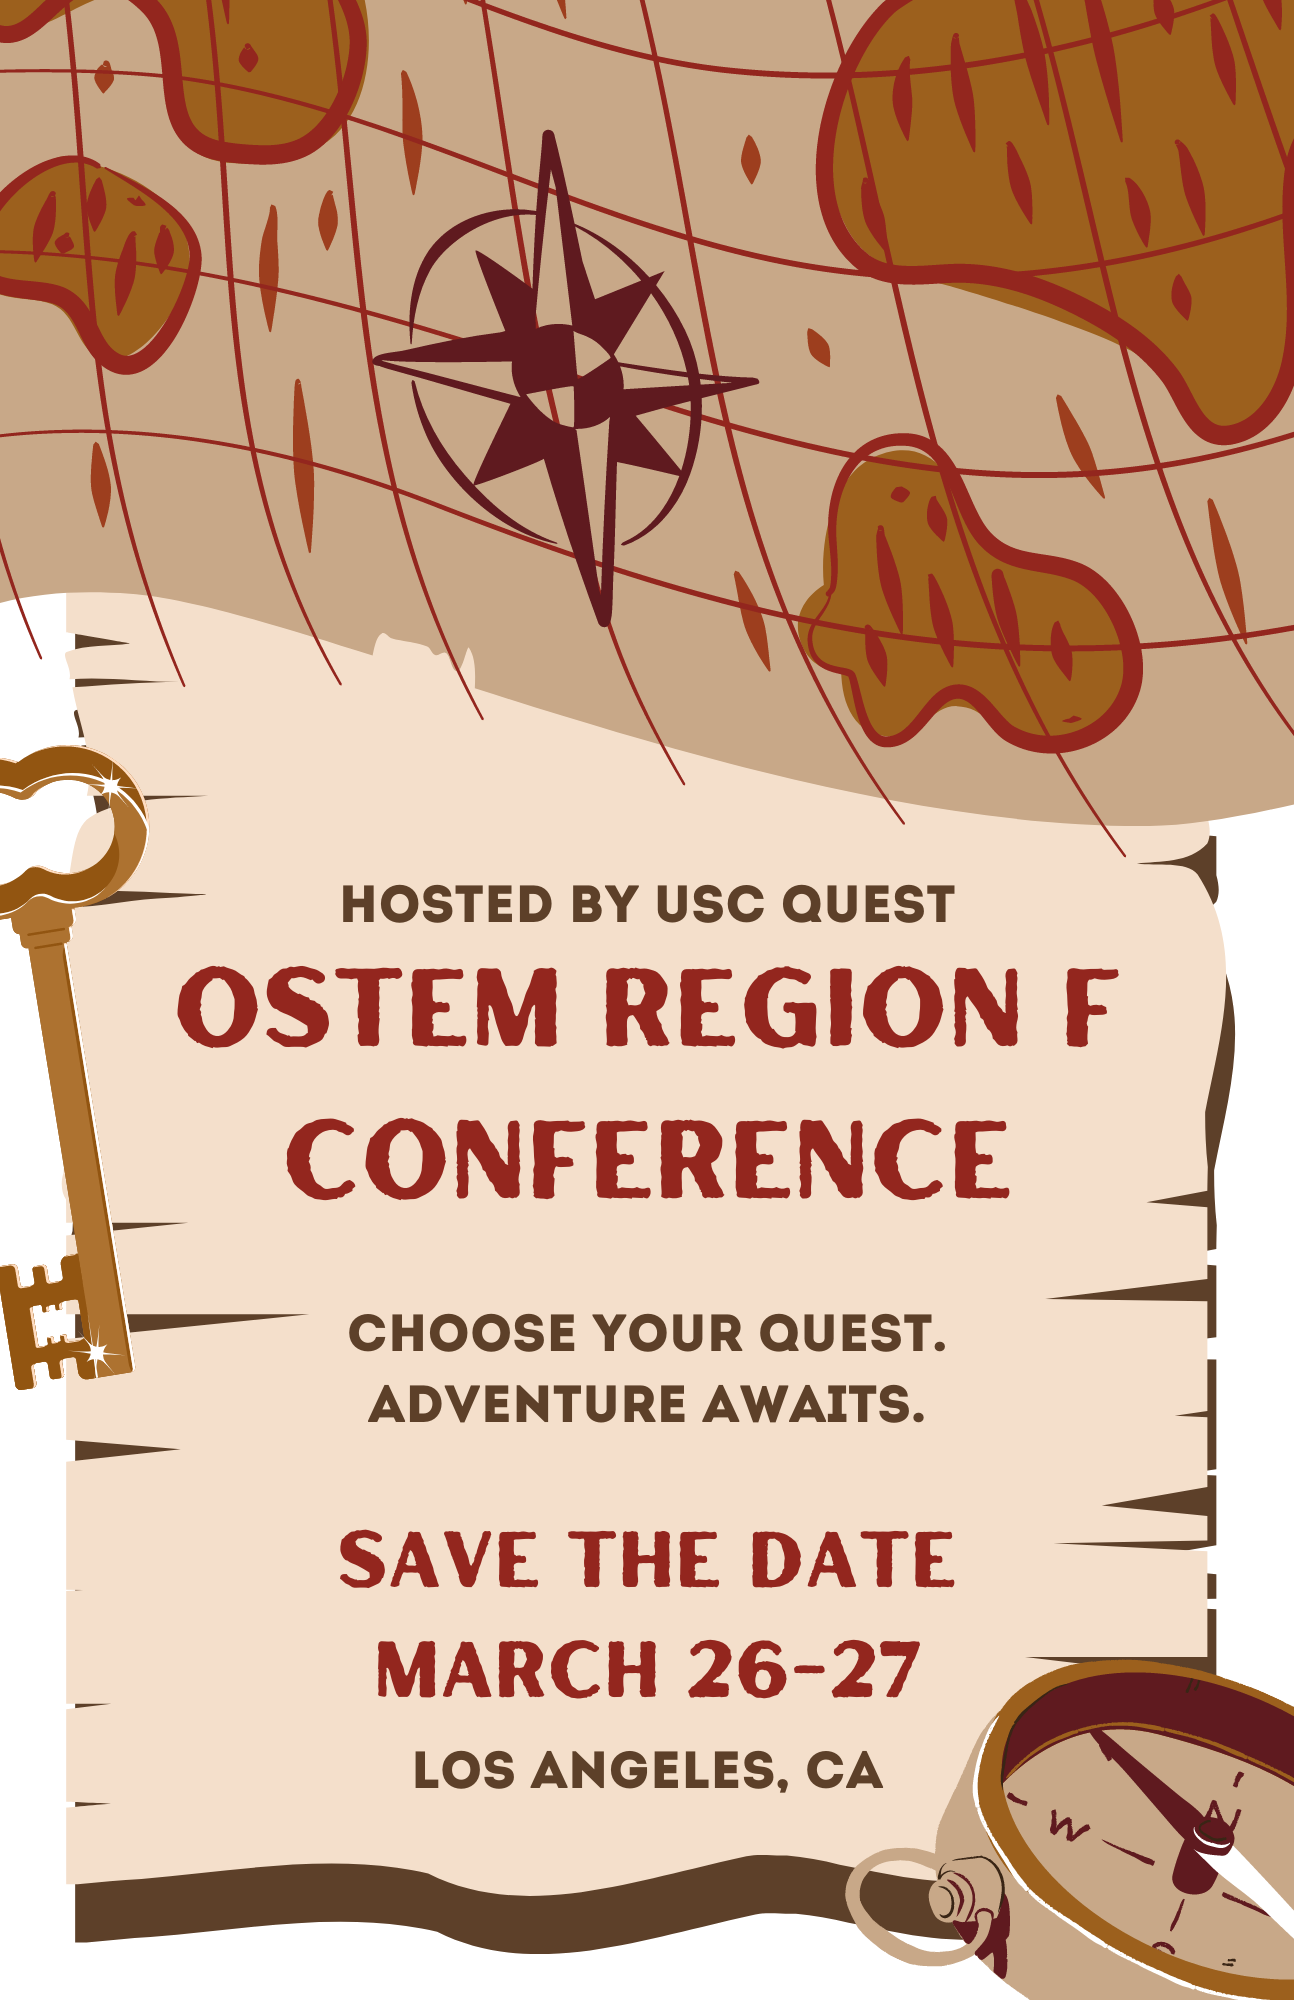 HOSTED BY USC QUEST
OSTEM REGION F
CONFERENCE
CHOOSE YOUR QUEST.
ADVENTURE AWAITS.
SAVE THE DATE
MARCH 26-27
LOS ANGELES, CA
N
W